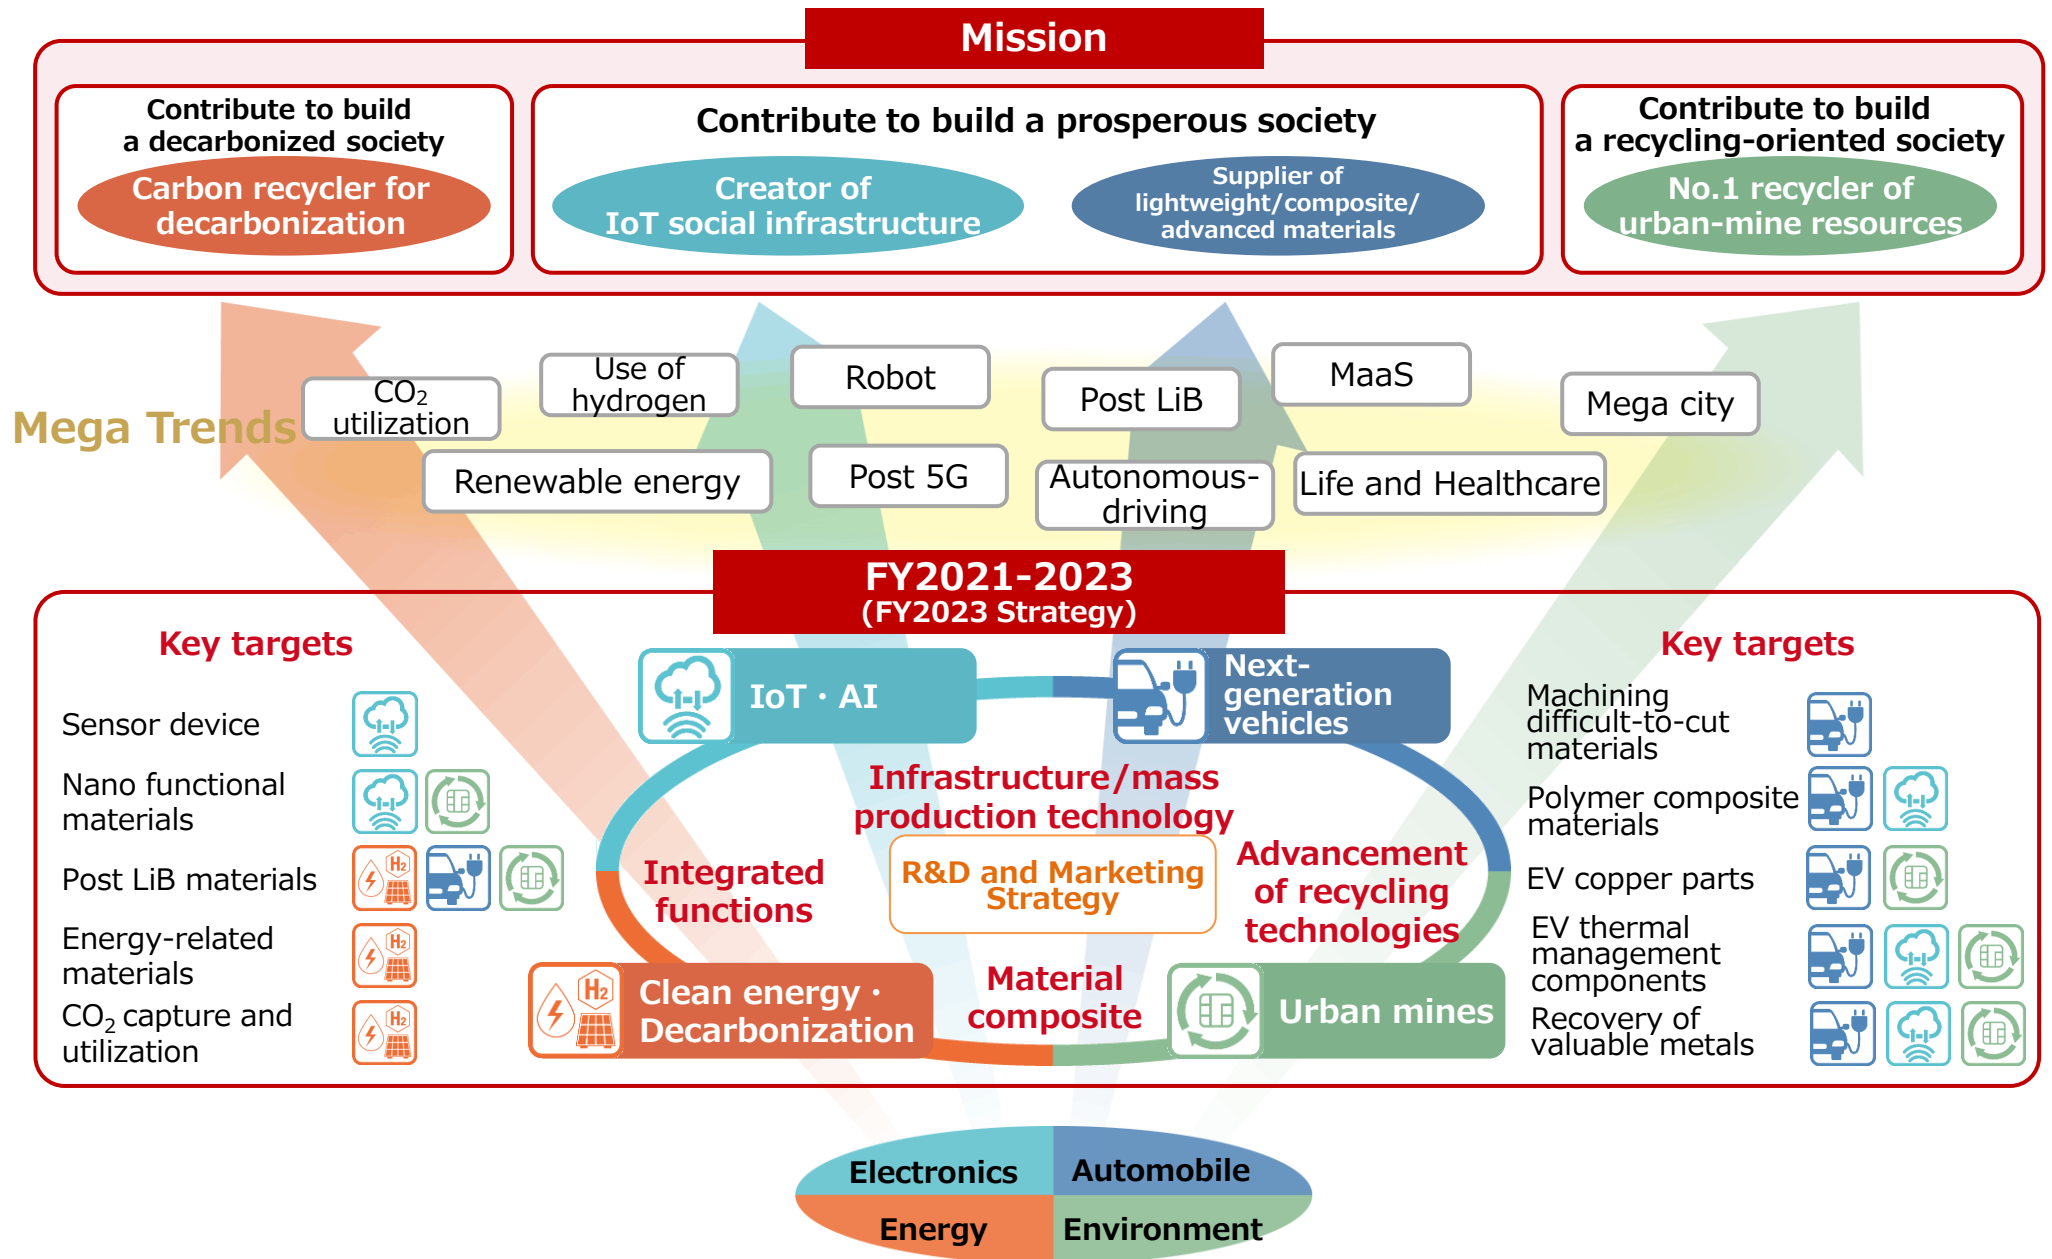 Mission
Contribute to build
a decarbonized society
Carbon recycler for
decarbonization
Contribute to build a prosperous society
Creator of
IoT social infrastructure
Supplier of
lightweight/composite/
advanced materials
Contribute to build
a recycling-oriented society
No.1 recycler of
urban-mine resources
Mega Trends
CO₂
utilization
Use of
hydrogen
Robot
Post LiB
MaaS
Mega city
Renewable energy
Post 5G
Autonomous-
driving
Life and Healthcare
FY2021-2023
(FY2023 Strategy)
Key targets
Sensor device
Nano functional
materials
Post LiB materials
H₂
Energy-related
materials
H₂
CO₂ capture and
utilization
H₂
IoT・AI
Next-
generation
vehicles
Infrastructure/mass
production technology
Integrated
functions
R&D and Marketing
Strategy
Advancement
of recycling
technologies
H₂
Clean energy・
Decarbonization
Material
composite
Urban mines
Key targets
Machining
difficult-to-cut
materials
Polymer composite
materials
EV copper parts
EV thermal
management
components
Recovery of
valuable metals
Electronics
Automobile
Energy
Environment